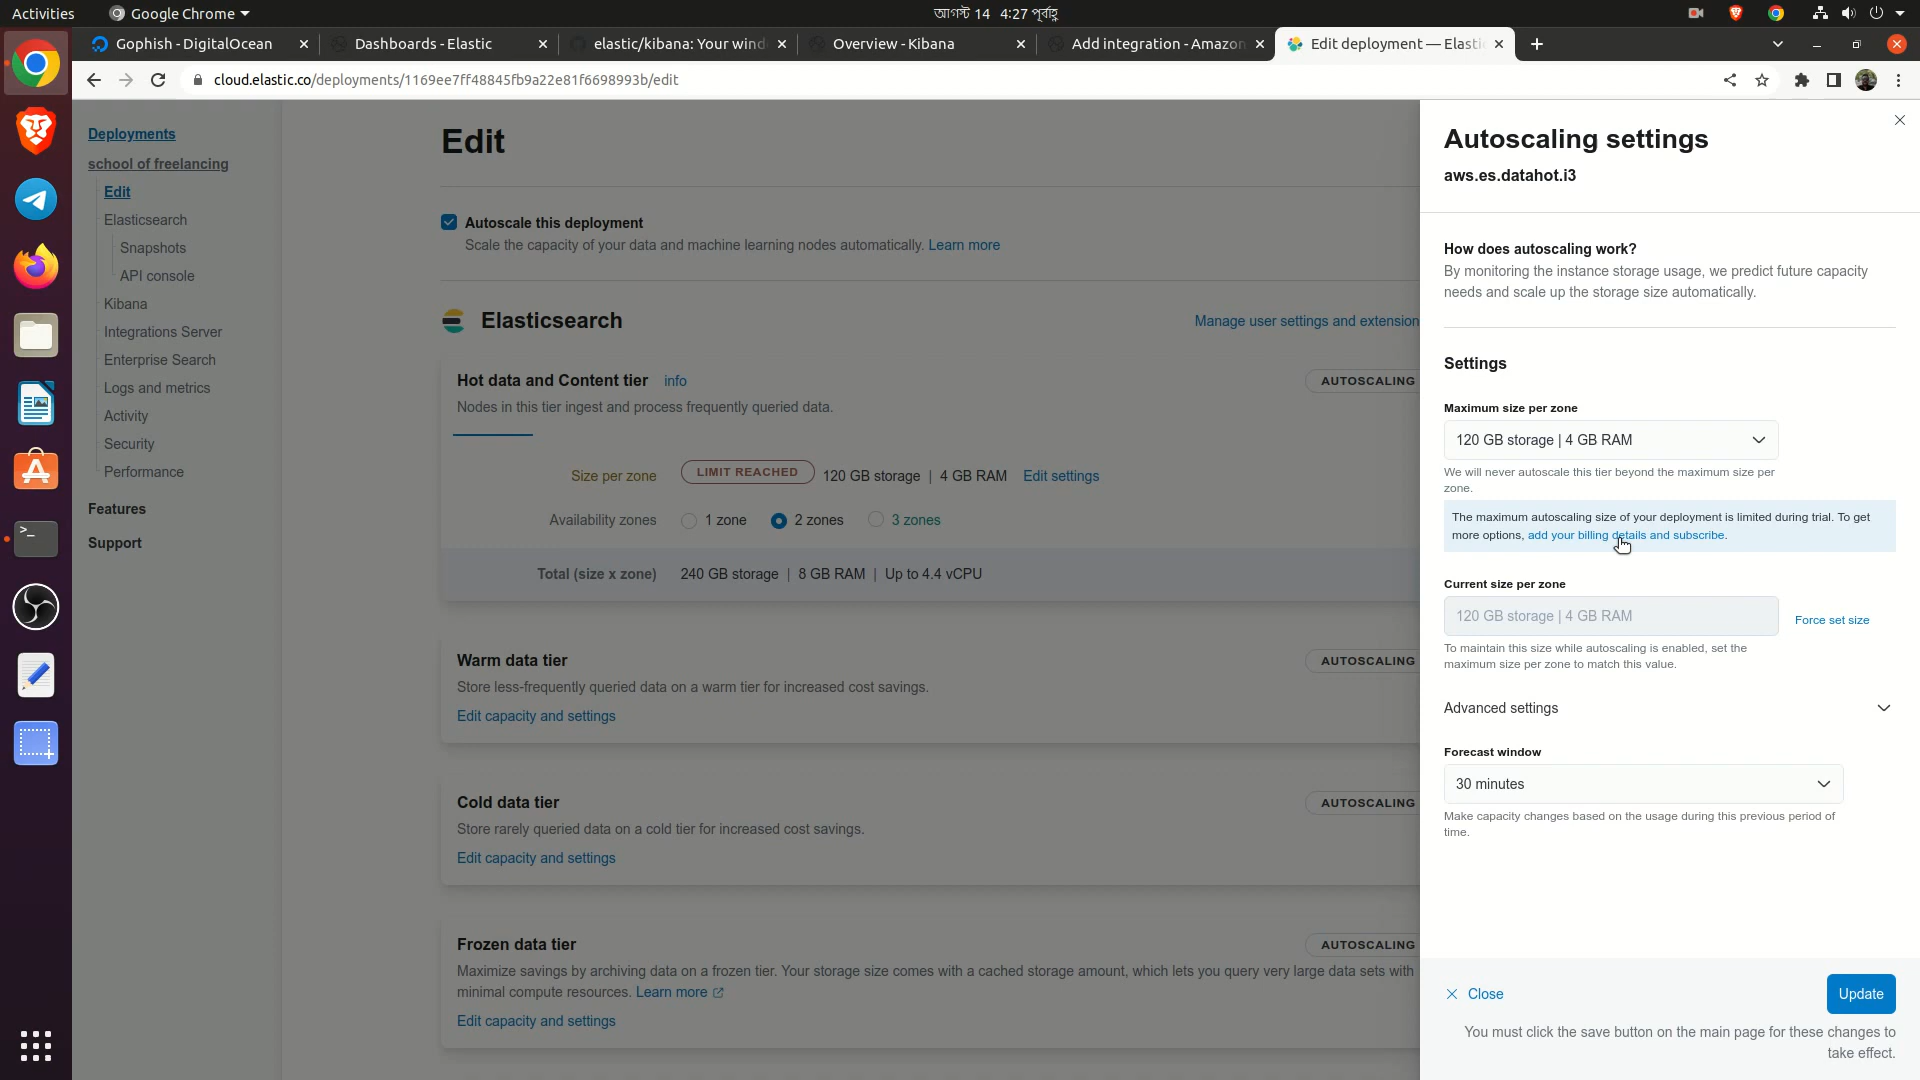 Activities
Google Chrome
আগস্ট 14 4:27 পূর্বাহ্ণ
Gophish - DigitalOcean
Dashboards - Elastic
elastic/kibana: Your wind
Overview - Kibana
Add integration - Amazon
Edit deployment — Elastic
cloud.elastic.co/deployments/1169ee7ff48845fb9a22e81f6698993b/edit
Deployments
school of freelancing
Edit
Elasticsearch
Snapshots
API console
Kibana
Integrations Server
Enterprise Search
Logs and metrics
Activity
Security
Performance
Features
Support
Edit
Autoscale this deployment
Scale the capacity of your data and machine learning nodes automatically. Learn more
Elasticsearch
Manage user settings and extension
Hot data and Content tier info
AUTOSCALING
Nodes in this tier ingest and process frequently queried data.
Size per zone LIMIT REACHED 120 GB storage | 4 GB RAM Edit settings
Availability zones 1 zone 2 zones 3 zones
Total (size x zone) 240 GB storage | 8 GB RAM | Up to 4.4 vCPU
Warm data tier
AUTOSCALING
Store less-frequently queried data on a warm tier for increased cost savings.
Edit capacity and settings
Cold data tier
AUTOSCALING
Store rarely queried data on a cold tier for increased cost savings.
Edit capacity and settings
Frozen data tier
AUTOSCALING
Maximize savings by archiving data on a frozen tier. Your storage size comes with a cached storage amount, which lets you query very large data sets with
minimal compute resources. Learn more
Edit capacity and settings
Autoscaling settings
aws.es.datahot.i3
How does autoscaling work?
By monitoring the instance storage usage, we predict future capacity
needs and scale up the storage size automatically.
Settings
Maximum size per zone
120 GB storage | 4 GB RAM
We will never autoscale this tier beyond the maximum size per
zone.
The maximum autoscaling size of your deployment is limited during trial. To get
more options, add your billing details and subscribe.
Current size per zone
120 GB storage | 4 GB RAM
Force set size
To maintain this size while autoscaling is enabled, set the
maximum size per zone to match this value.
Advanced settings
Forecast window
30 minutes
Make capacity changes based on the usage during this previous period of
time.
Close
Update
You must click the save button on the main page for these changes to
take effect.